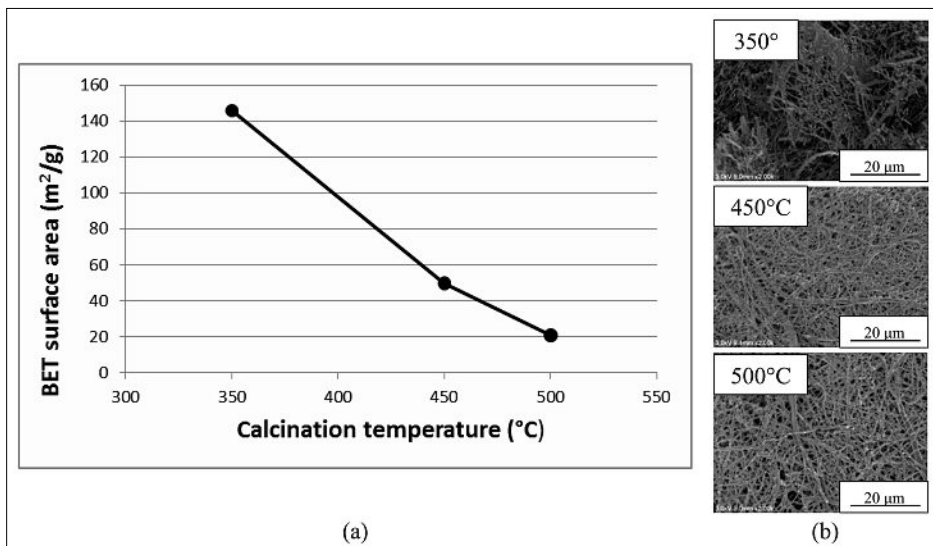 160
140
120
100
80
60
40
20
0
BET surface area (m²/g)
300 350 400 450 500 550
Calcination temperature (°C)
(a)
350°
20 μm
450°C
20 μm
500°C
20 μm
(b)